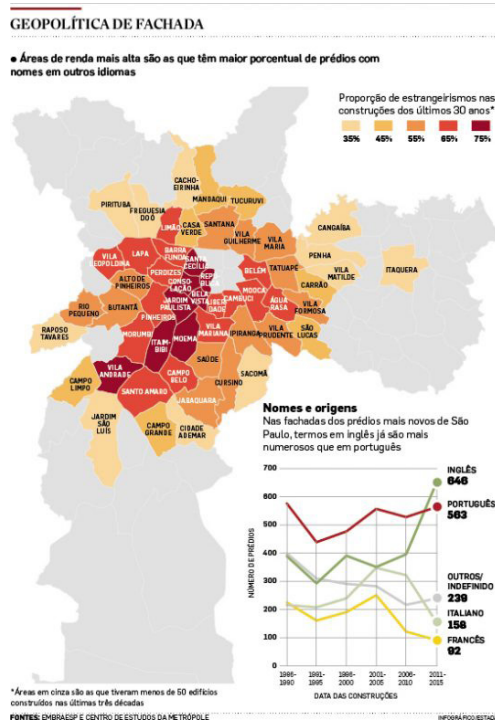 GEOPOLÍTICA DE FACHADA
● Áreas de renda mais alta são as que têm maior porcentual de prédios com
nomes em outros idiomas
Proporção de estrangeirismos nas
construções dos últimos 30 anos*
35% 45% 55% 65% 75%
CACHO-
EIRINHA
MANDAQUI
TUCURUVI
PIRITUBA
FREGUESIA
DO O
LIMÃO
CASA
VERDE
SANTANA
VILA
GUILHERME
VILA
MARIA
CANGAÍBA
PENHA
VILA
MATILDE
ITAQUERA
VILA
LEOPOLDINA
LAPA
BARRA
FUNDA
SANTA
CECÍLIA
PERDIZES
CONSO-
LAÇÃO
REP
ÚBLICA
BELÉM
TATUAPÉ
CARRÃO
ALTO DE
PINHEIROS
JARDIM
PAULISTA
BELA
VISTA
LIBER
DADE
CAMBUCI
MOOCA
ÁGUA
RASA
VILA
FORMOSA
RIO
PEQUENO
BUTANTÃ
PINHEIROS
RAPOSO
TAVARES
MORUMBI
ITAIM-
BIBI
MOEMA
VILA
MARIANA
IPIRANGA
VILA
PRUDENTE
SÃO
LUCAS
VILA
ANDRADE
SAÚDE
CAMPO
LIMPO
CAMPO
BELO
CURSINO
SACOMÃ
SANTO AMARO
JABAQUARA
JARDIM
SÃO
LUÍS
CAMPO
GRANDE
CIDADE
ADEMAR
Nomes e origens
Nas fachadas dos prédios mais novos de São
Paulo, termos em inglês já são mais
numerosos que em português
NÚMERO DE PRÉDIOS
700
600
500
400
300
200
100
0
INGLÊS
646
PORTUGUÊS
563
OUTROS/
INDEFINIDO
239
ITALIANO
156
FRANCÊS
92
1986-
1990
1991-
1995
1996-
2000
2001-
2005
2006-
2010
2011-
2015
DATA DAS CONSTRUÇÕES
*Áreas em cinza são as que tiveram menos de 50 edifícios
construídos nas últimas três décadas
FONTES: EMBRAESP E CENTRO DE ESTUDOS DA METRÓPOLE
INFOGRÁFICO/ESTADÃO